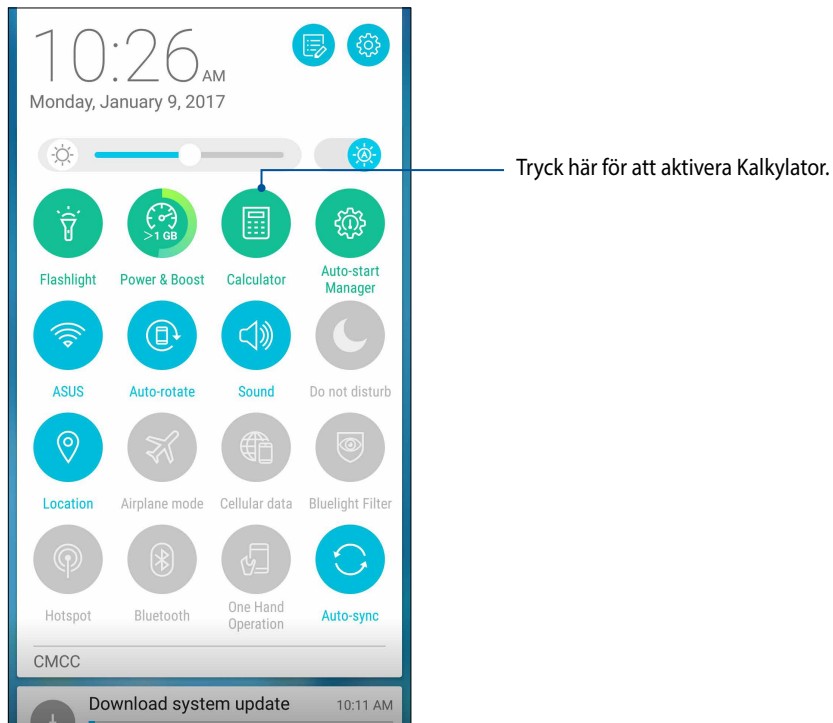 10:26 AM
Monday, January 9, 2017
A
Tryck här för att aktivera Kalkylator.
>1 GB
Flashlight
Power & Boost
Calculator
Auto-start
Manager
ASUS
Auto-rotate
Sound
Do not disturb
Location
Airplane mode
Cellular data
Bluelight Filter
Hotspot
Bluetooth
One Hand
Operation
Auto-sync
CMCC
Download system update 10:11 AM